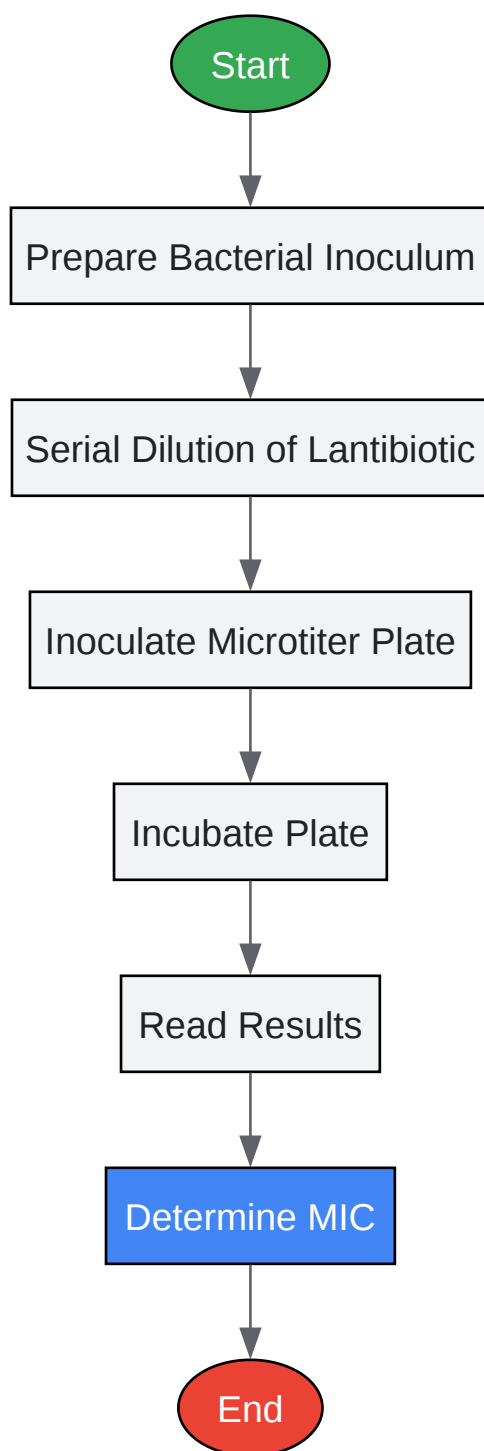 Start
Prepare Bacterial Inoculum
Serial Dilution of Lantibiotic
Inoculate Microtiter Plate
Incubate Plate
Read Results
Determine MIC
End